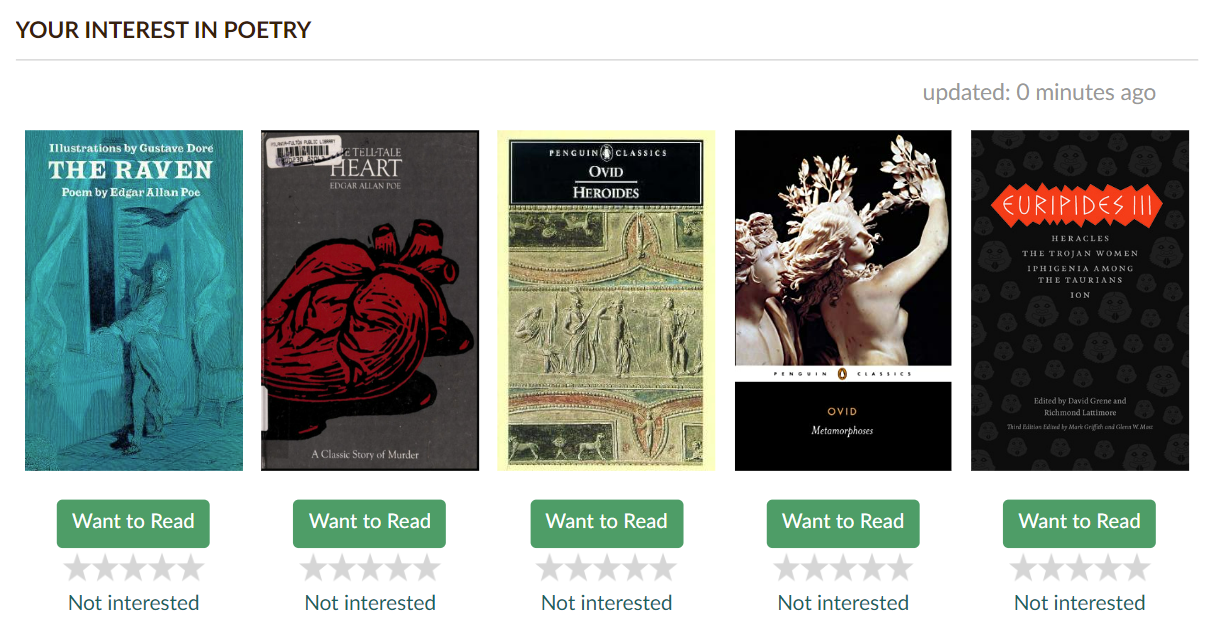 YOUR INTEREST IN POETRY
updated: 0 minutes ago
Illustrations by Gustave Doré
THE RAVEN
Poem by Edgar Allan Poe
TELL-TALE
HEART
EDGAR ALLAN POE
A Classic Story of Murder
PENGUIN CLASSICS
OVID
HEROIDES
PENGUIN CLASSICS
OVID
Metamorphoses
EURIPIDES III
HERACLES
THE TROJAN WOMEN
IPHIGENIA AMONG
THE TAURIANS
ION
Edited by David Grene and
Richmond Lattimore
Third Edition Edited by Mark Griffith and Glenn W. Most
Want to Read Want to Read Want to Read Want to Read Want to Read
Not interested Not interested Not interested Not interested Not interested